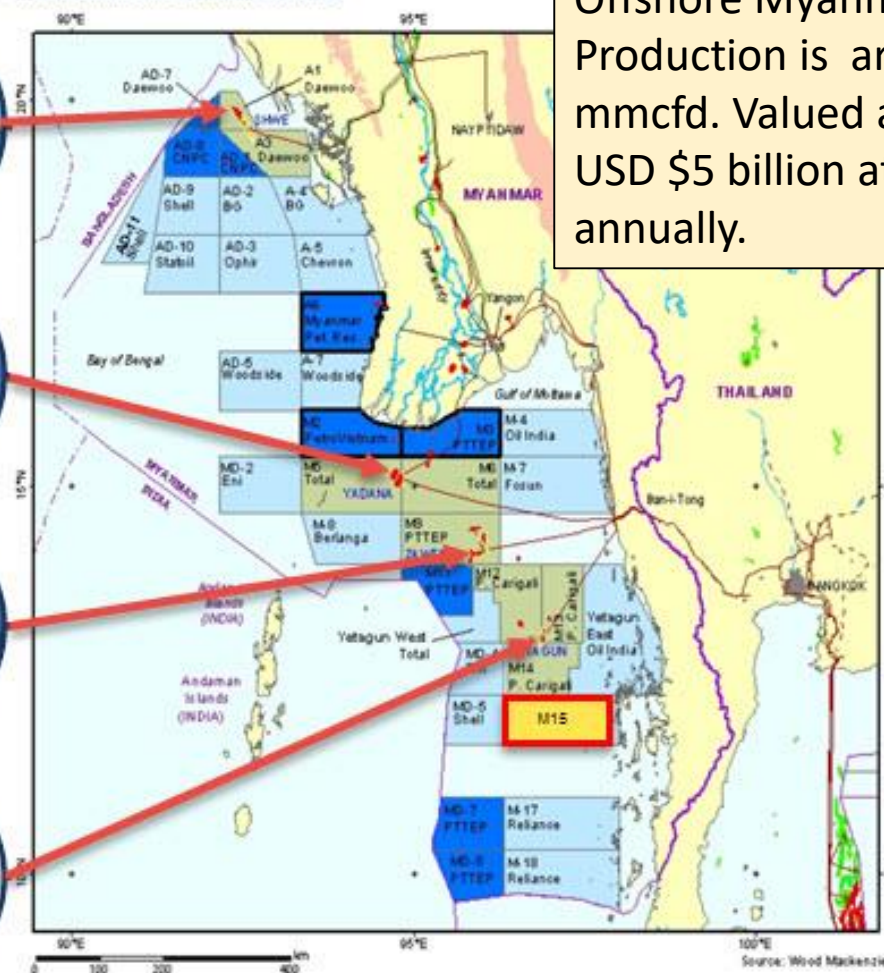 Offshore Myanm
Production is ar
mmcfd. Valued a
USD $5 billion at
annually.
90°E
95°E
20°N
AD-7
Daewoo
A1
Daewoo
SHWE
NAYPYIDAW
AD-8
CNPC
A3
Daewoo
CNPC
MYANMAR
BANGLADESH
AD-9
Shell
AD-2
BG
A-4
BG
AD-11
Shell
AD-10
Statoil
AD-3
Ophir
A-5
Chevron
Yangon
Myanmar
Pet. Res.
Bay of Bengal
AD-5
Woodside
A-7
Woodside
Gulf of Mottama
THAILAND
M2
PetroVietnam
M3
PTTEP
M-4
Oil India
15°N
MYANMAR
INDIA
MD-2
Eni
M5
Total
M6
Total
M-7
Fosun
YADANA
Ban-i-Tong
M-8
Berlanga
M9
PTTEP
PTTEP
M12
P. Carigali
P. Carigali
BANGKOK
Andaman
Islands
(INDIA)
Yetagun West
Total
Yetagun
East
Oil India
Andaman
Islands
(INDIA)
M14
P. Carigali
MD-5
Shell
M15
MD-7
PTTEP
M-17
Reliance
MD-8
PTTEP
M-18
Reliance
90°E
95°E
100°E
0 100 200 400 km
Source: Wood Mackenzie